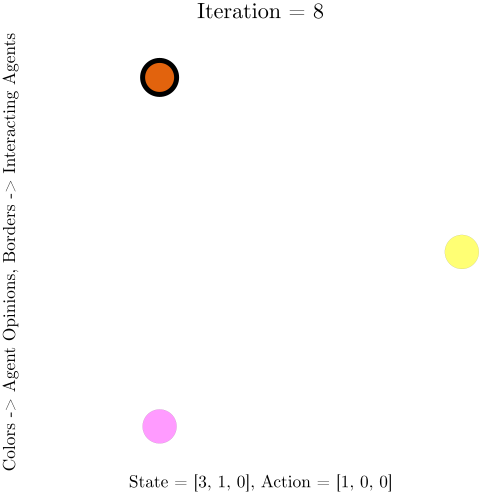 Iteration = 8
Colors -> Agent Opinions, Borders -> Interacting Agents
State = [3, 1, 0], Action = [1, 0, 0]